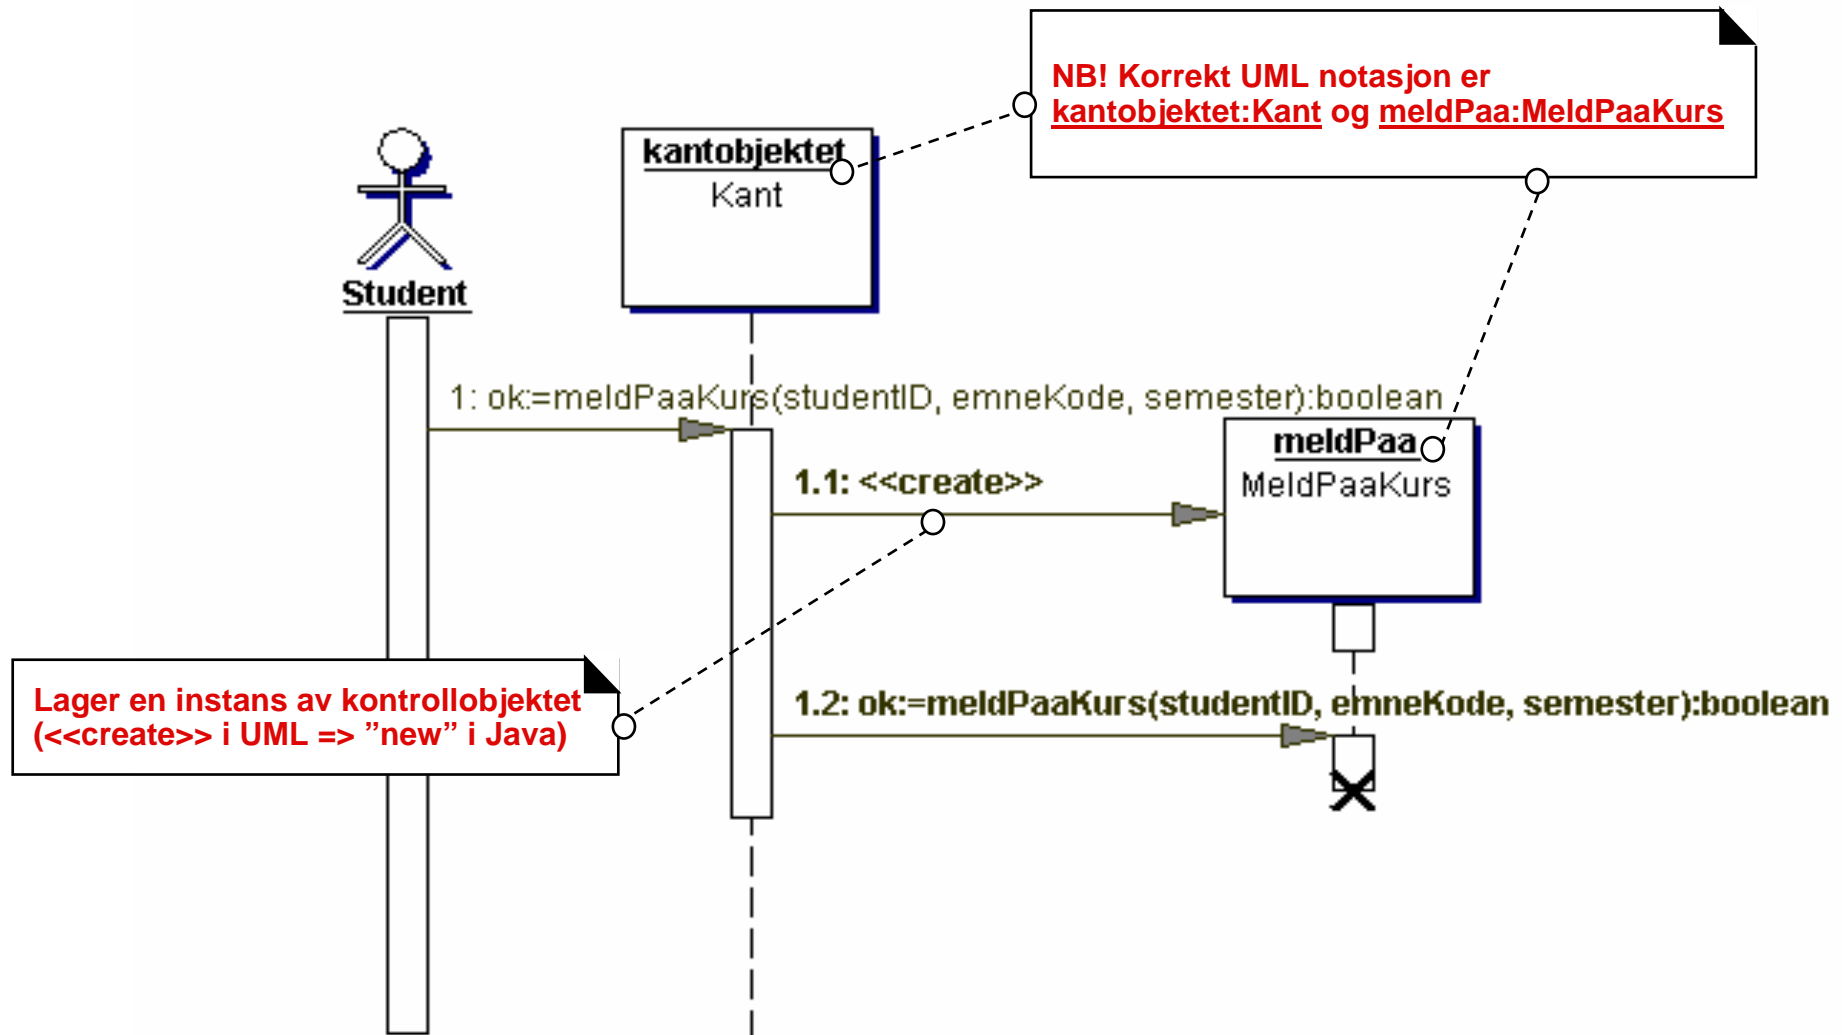 NB! Korrekt UML notasjon er
kantobjektet:Kant og meldPaa:MeldPaaKurs
kantobjektet
Kant
Student
1: ok:=meldPaaKurs(studentID, emneKode, semester):boolean
meldPaa
MeldPaaKurs
1.1: <<create>>
Lager en instans av kontrollobjektet
(<<create>> i UML => ”new” i Java)
1.2: ok:=meldPaaKurs(studentID, emneKode, semester):boolean